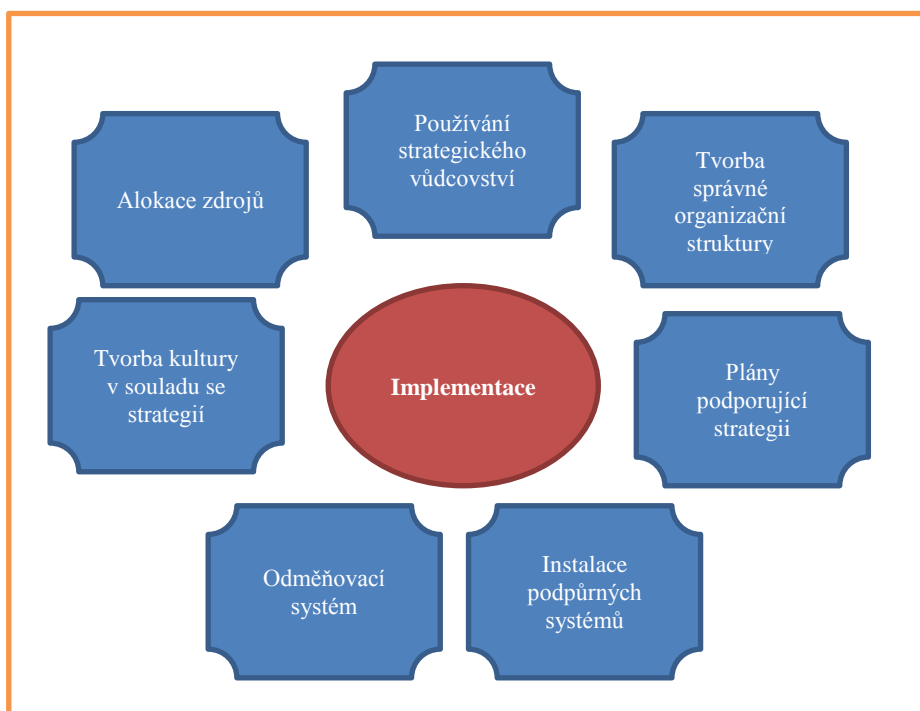 Používání
strategického
vůdcovství
Alokace zdrojů
Tvorba
správné
organizační
struktury
Tvorba kultury
v souladu se
strategií
Implementace
Plány
podporující
strategii
Odměňovací
systém
Instalace
podpůrných
systémů